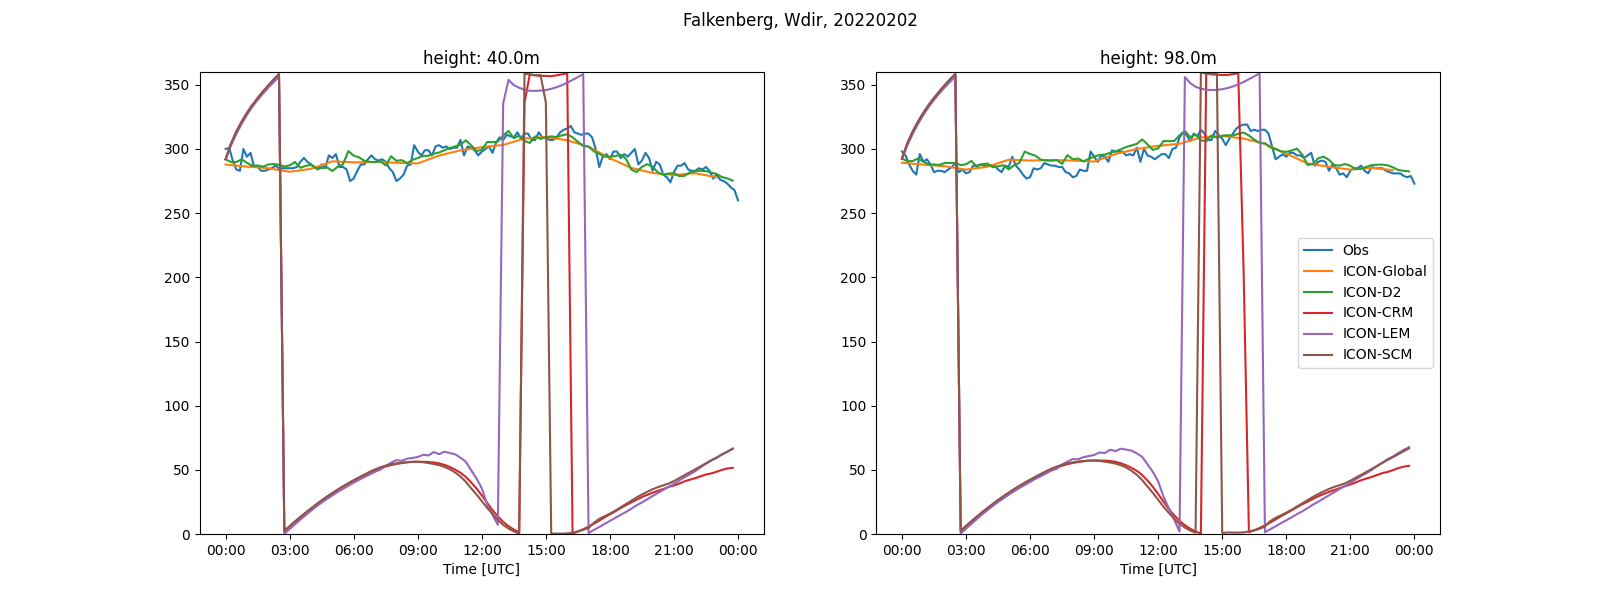 Falkenberg, Wdir, 20220202
height: 40.0m
350
300
250
200
150
100
50
0
00:00 03:00 06:00 09:00 12:00 15:00 18:00 21:00 00:00
Time [UTC]
height: 98.0m
350
300
250
200
150
100
50
0
00:00 03:00 06:00 09:00 12:00 15:00 18:00 21:00 00:00
Time [UTC]
Obs
ICON-Global
ICON-D2
ICON-CRM
ICON-LEM
ICON-SCM